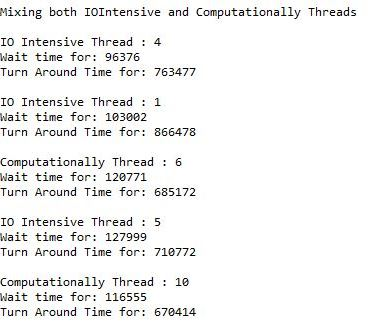 Mixing both IOIntensive and Computationally Threads
IO Intensive Thread : 4
Wait time for: 96376
Turn Around Time for: 763477
IO Intensive Thread : 1
Wait time for: 103002
Turn Around Time for: 866478
Computationally Thread : 6
Wait time for: 120771
Turn Around Time for: 685172
IO Intensive Thread : 5
Wait time for: 127999
Turn Around Time for: 710772
Computationally Thread : 10
Wait time for: 116555
Turn Around Time for: 670414